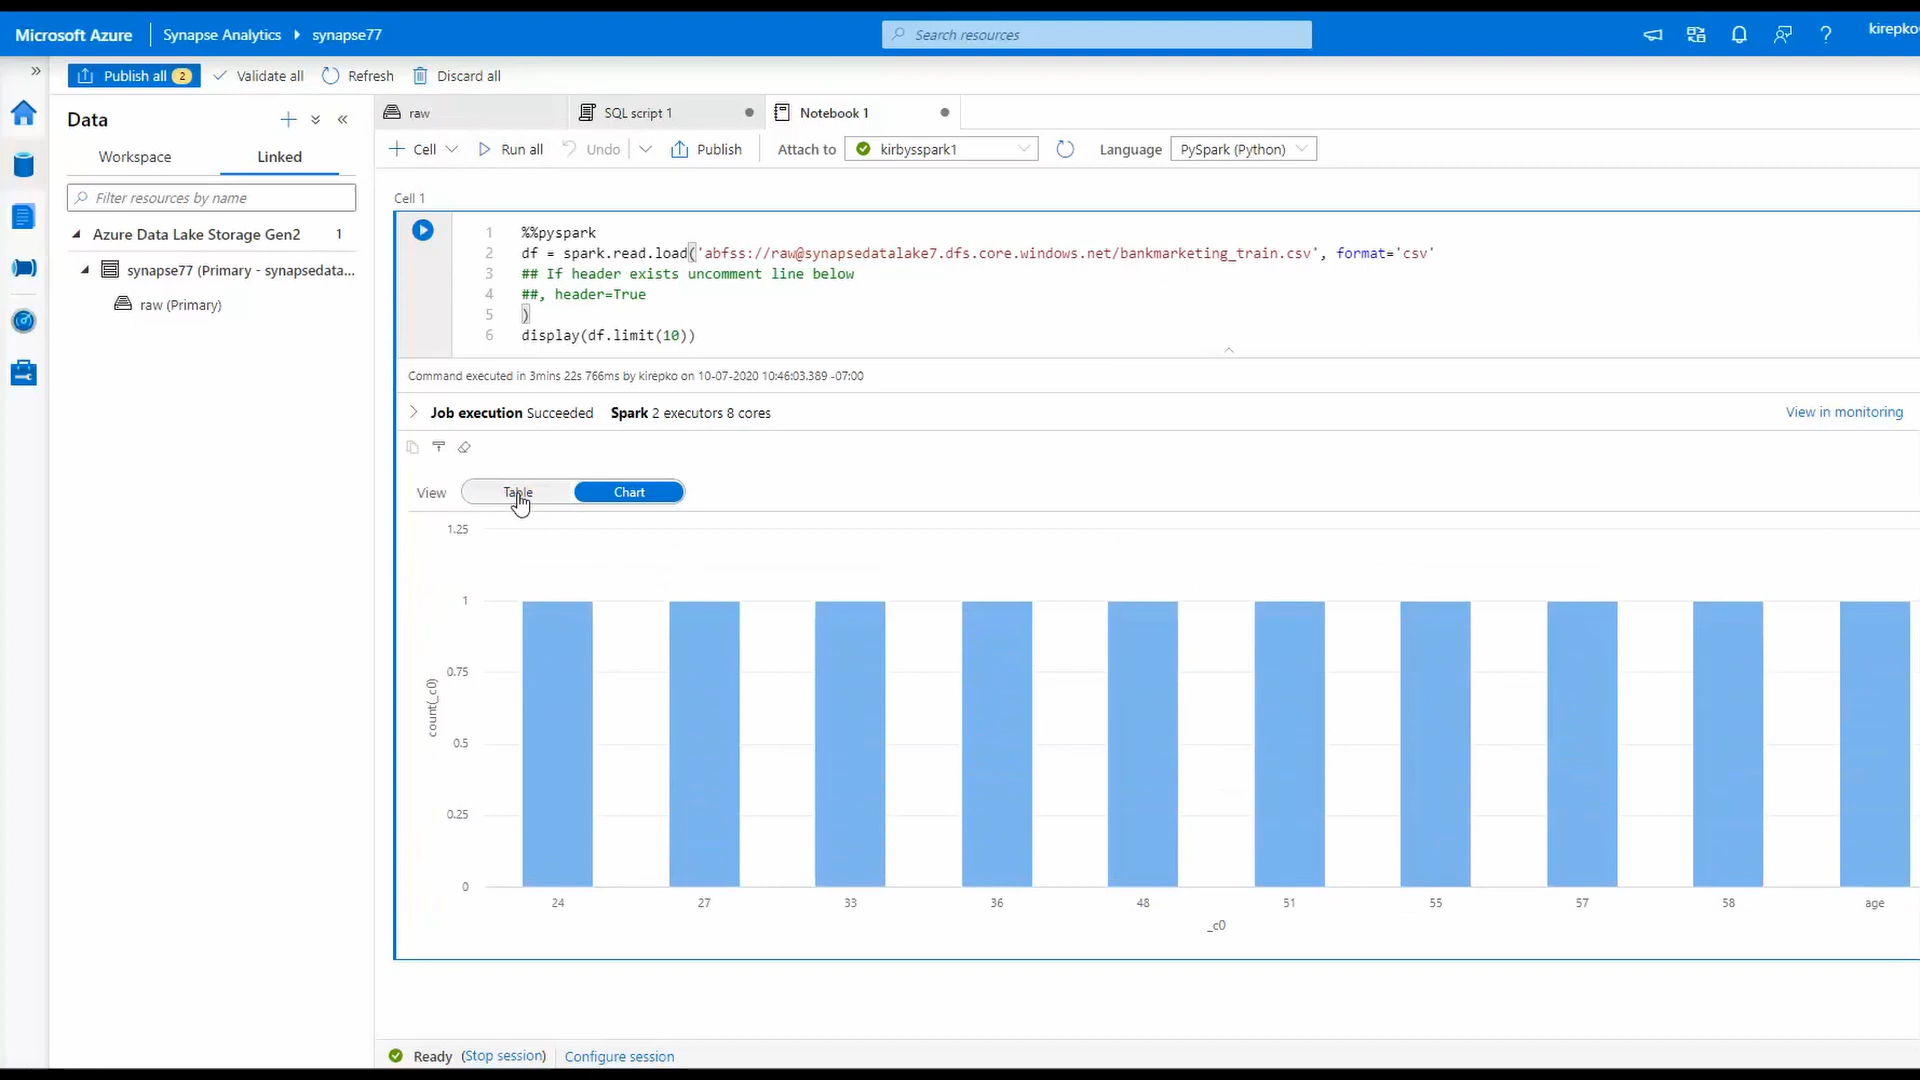 Microsoft Azure
Synapse Analytics
synapse77
Search resources
kirepko
Publish all 2
Validate all
Refresh
Discard all
Data
Workspace
Linked
Filter resources by name
Azure Data Lake Storage Gen2 1
synapse77 (Primary - synapsedata...
raw (Primary)
raw
SQL script 1
Notebook 1
Cell
Run all
Undo
Publish
Attach to
kirbysspark1
Language
PySpark (Python)
Cell 1
1 %%pyspark
2 df = spark.read.load('abfss://raw@synapsedatalake7.dfs.core.windows.net/bankmarketing_train.csv', format='csv'
3 ## If header exists uncomment line below
4 ##, header=True
5 )
6 display(df.limit(10))
Command executed in 3mins 22s 766ms by kirepko on 10-07-2020 10:46:03.389 -07:00
Job execution Succeeded Spark 2 executors 8 cores
View in monitoring
View
Table
Chart
1.25
1
0.75
0.5
0.25
0
count(_c0)
24 27 33 36 48 51 55 57 58 age
_c0
Ready (Stop session)
Configure session